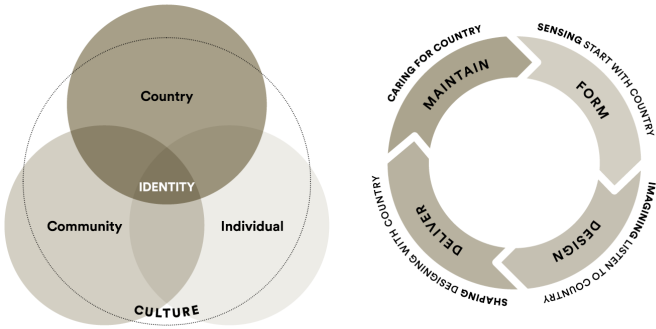 Country
IDENTITY
Community
Individual
CULTURE
CARING FOR COUNTRY
MAINTAIN
SENSING START WITH COUNTRY
FORM
IMAGINING LISTEN TO COUNTRY
DESIGN
SHAPING DESIGNING WITH COUNTRY
DELIVER